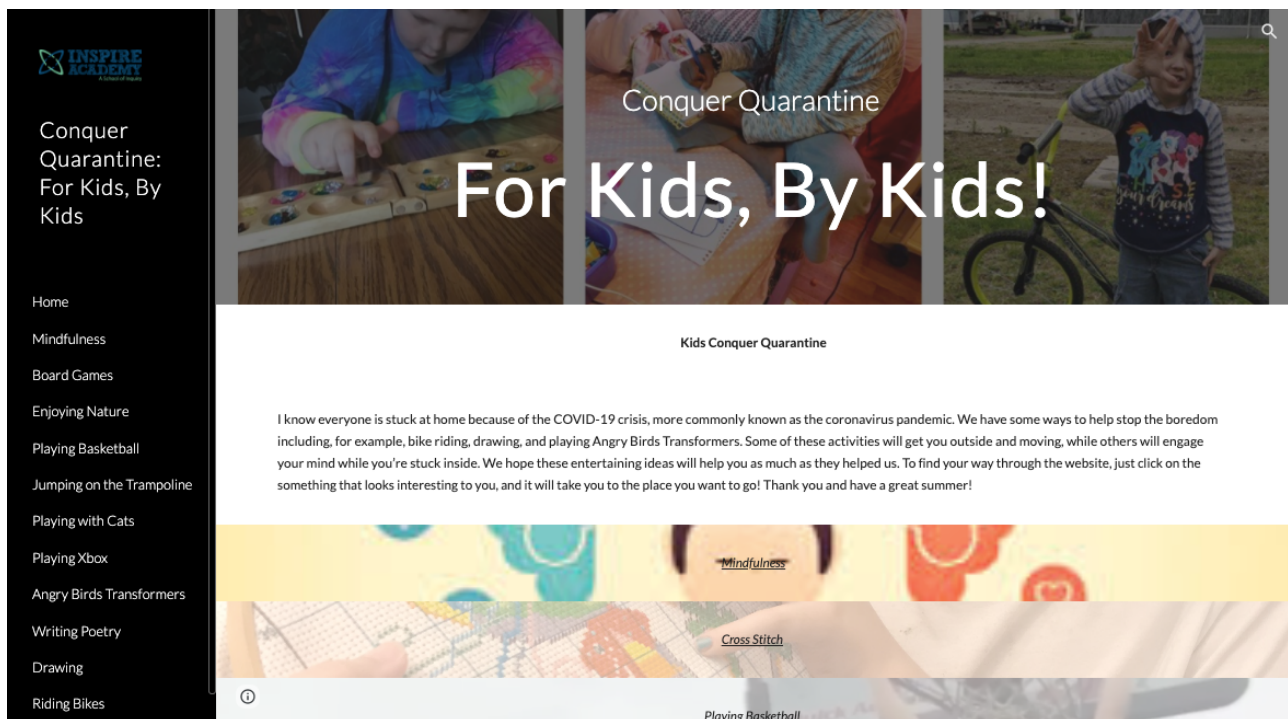 INSPIRE
ACADEMY
A School of Inquiry
Conquer
Quarantine:
For Kids, By
Kids
Home
Mindfulness
Board Games
Enjoying Nature
Playing Basketball
Jumping on the Trampoline
Playing with Cats
Playing Xbox
Angry Birds Transformers
Writing Poetry
Drawing
Riding Bikes
Conquer Quarantine
For Kids, By Kids!
CHASE
your dreams
Kids Conquer Quarantine
I know everyone is stuck at home because of the COVID-19 crisis, more commonly known as the coronavirus pandemic. We have some ways to help stop the boredom
including, for example, bike riding, drawing, and playing Angry Birds Transformers. Some of these activities will get you outside and moving, while others will engage
your mind while you’re stuck inside. We hope these entertaining ideas will help you as much as they helped us. To find your way through the website, just click on the
something that looks interesting to you, and it will take you to the place you want to go! Thank you and have a great summer!
Mindfulness
Cross Stitch
Playing Basketball